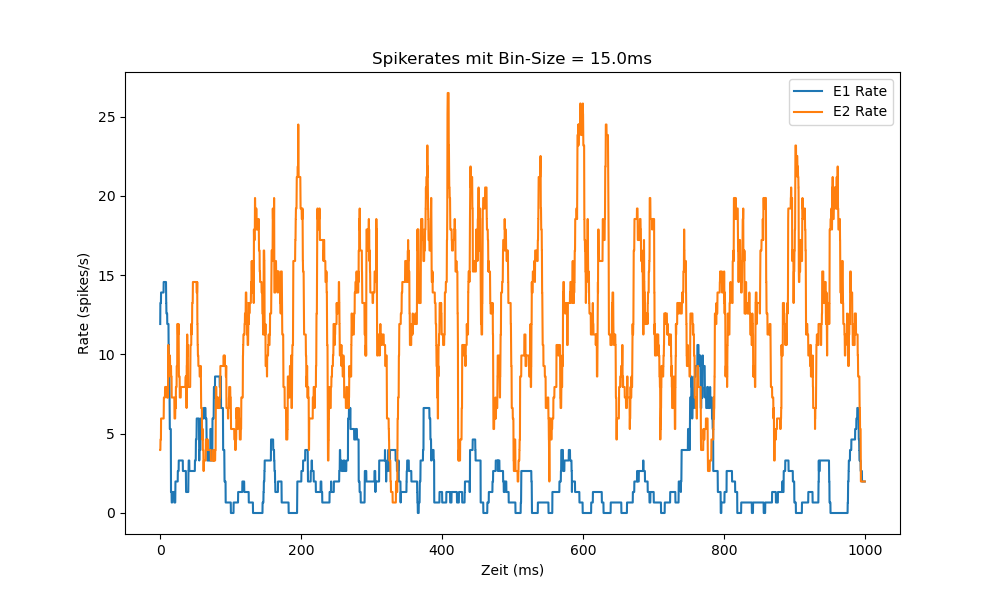 Spikerates mit Bin-Size = 15.0ms
E1 Rate
E2 Rate
Rate (spikes/s)
25
20
15
10
5
0
0 200 400 600 800 1000
Zeit (ms)